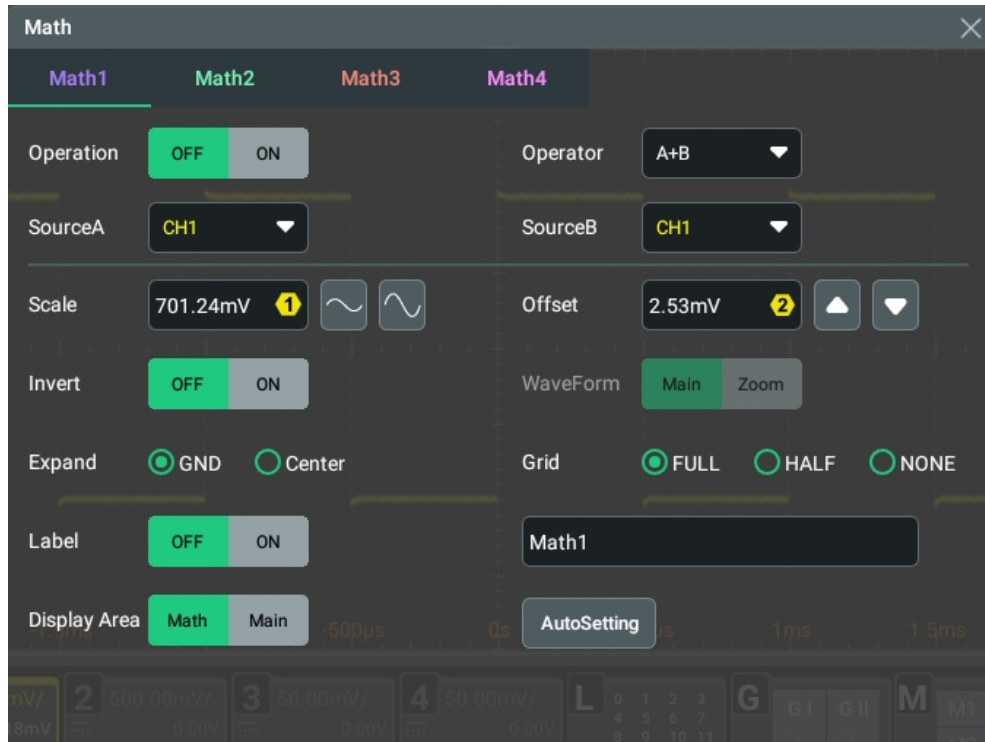 Math
Math1 Math2 Math3 Math4
Operation OFF ON Operator A+B
SourceA CH1 SourceB CH1
Scale 701.24mV 1 Offset 2.53mV 2
Invert OFF ON WaveForm Main Zoom
Expand GND Center Grid FULL HALF NONE
Label OFF ON Math1
Display Area Math Main AutoSetting
-500µs 0s 1ms 1.5ms
mV/ 2 500.00mV/ 3 50.00mV/ 4 50.00mV/ L 0 1 2 3 G GI GII M M1
8mV 0.00V 0.00V 0.00V 4 5 6 7
8 9 10 11